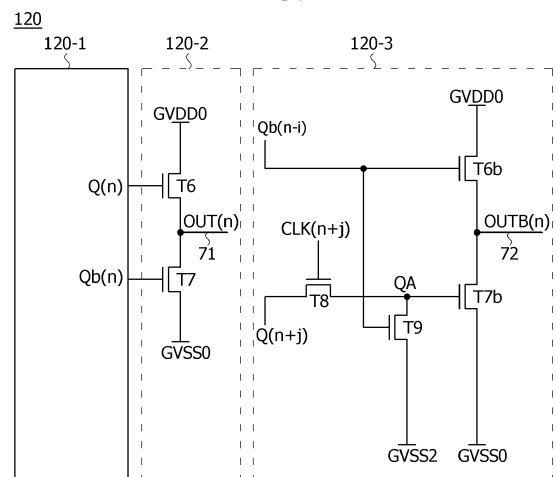 120
120-1
120-2
120-3
GVDD0
GVDD0
Qb(n-i)
Q(n)
T6
T6b
OUT(n)
71
CLK(n+j)
OUTB(n)
72
Qb(n)
T7
QA
T8
T7b
Q(n+j)
T9
GVSS0
GVSS2
GVSS0